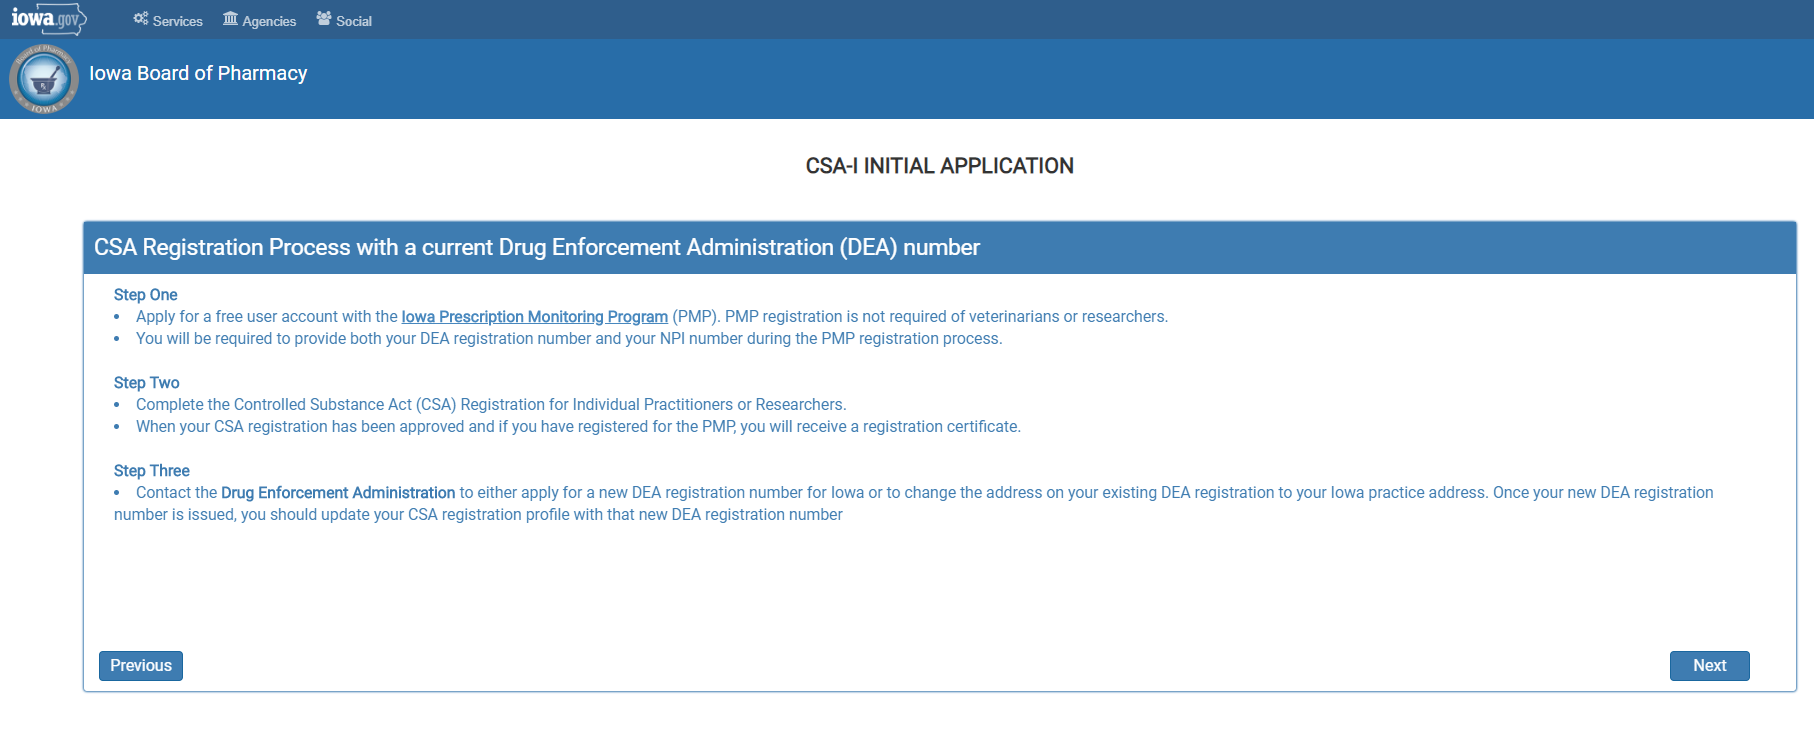 iowa.gov
Services
Agencies
Social
Board of Pharmacy
IOWA
Iowa Board of Pharmacy
CSA-I INITIAL APPLICATION
CSA Registration Process with a current Drug Enforcement Administration (DEA) number
Step One
• Apply for a free user account with the Iowa Prescription Monitoring Program (PMP). PMP registration is not required of veterinarians or researchers.
• You will be required to provide both your DEA registration number and your NPI number during the PMP registration process.
Step Two
• Complete the Controlled Substance Act (CSA) Registration for Individual Practitioners or Researchers.
• When your CSA registration has been approved and if you have registered for the PMP, you will receive a registration certificate.
Step Three
• Contact the Drug Enforcement Administration to either apply for a new DEA registration number for Iowa or to change the address on your existing DEA registration to your Iowa practice address. Once your new DEA registration
number is issued, you should update your CSA registration profile with that new DEA registration number
Previous
Next